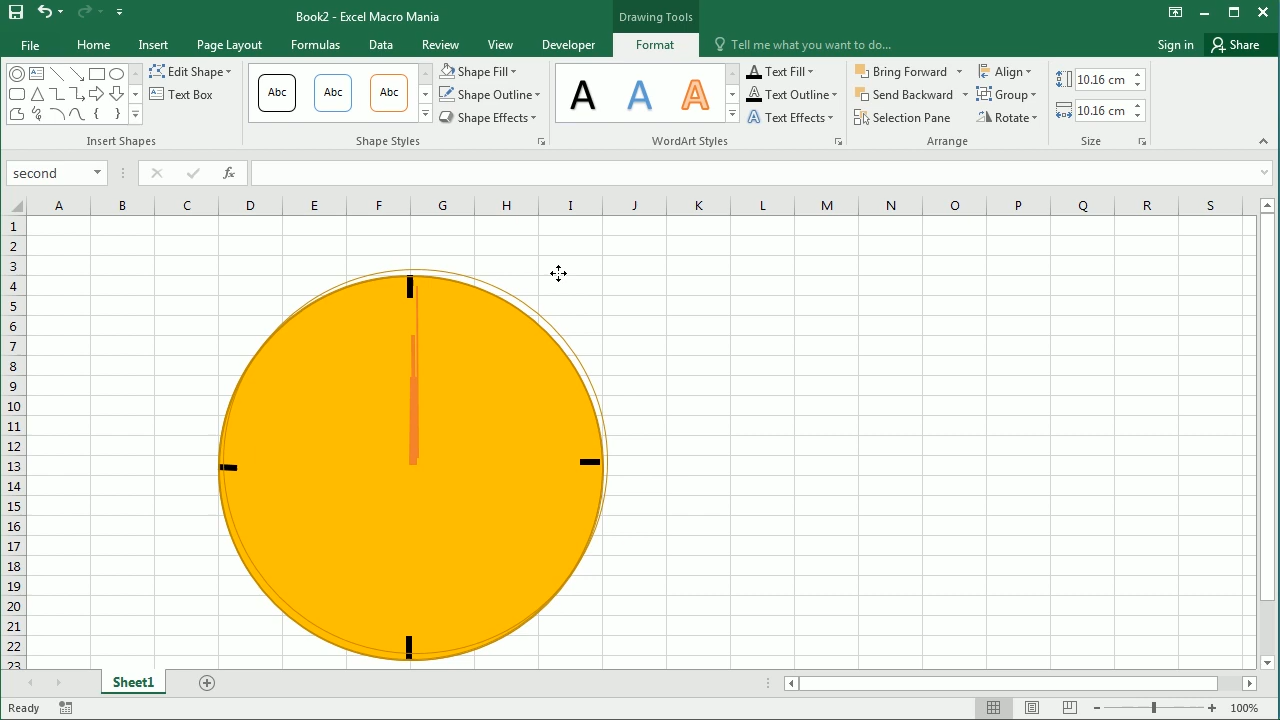 Book2 - Excel Macro Mania
Drawing Tools
File Home Insert Page Layout Formulas Data Review View Developer Format Tell me what you want to do... Sign in Share
Edit Shape
Text Box
Insert Shapes
Abc Abc Abc
Shape Fill
Shape Outline
Shape Effects
Shape Styles
A A A
Text Fill
Text Outline
Text Effects
WordArt Styles
Bring Forward
Send Backward
Selection Pane
Align
Group
Rotate
Arrange
10.16 cm
10.16 cm
Size
second
fx
A B C D E F G H I J K L M N O P Q R S
1
2
3
4
5
6
7
8
9
10
11
12
13
14
15
16
17
18
19
20
21
22
23
Sheet1
Ready
100%